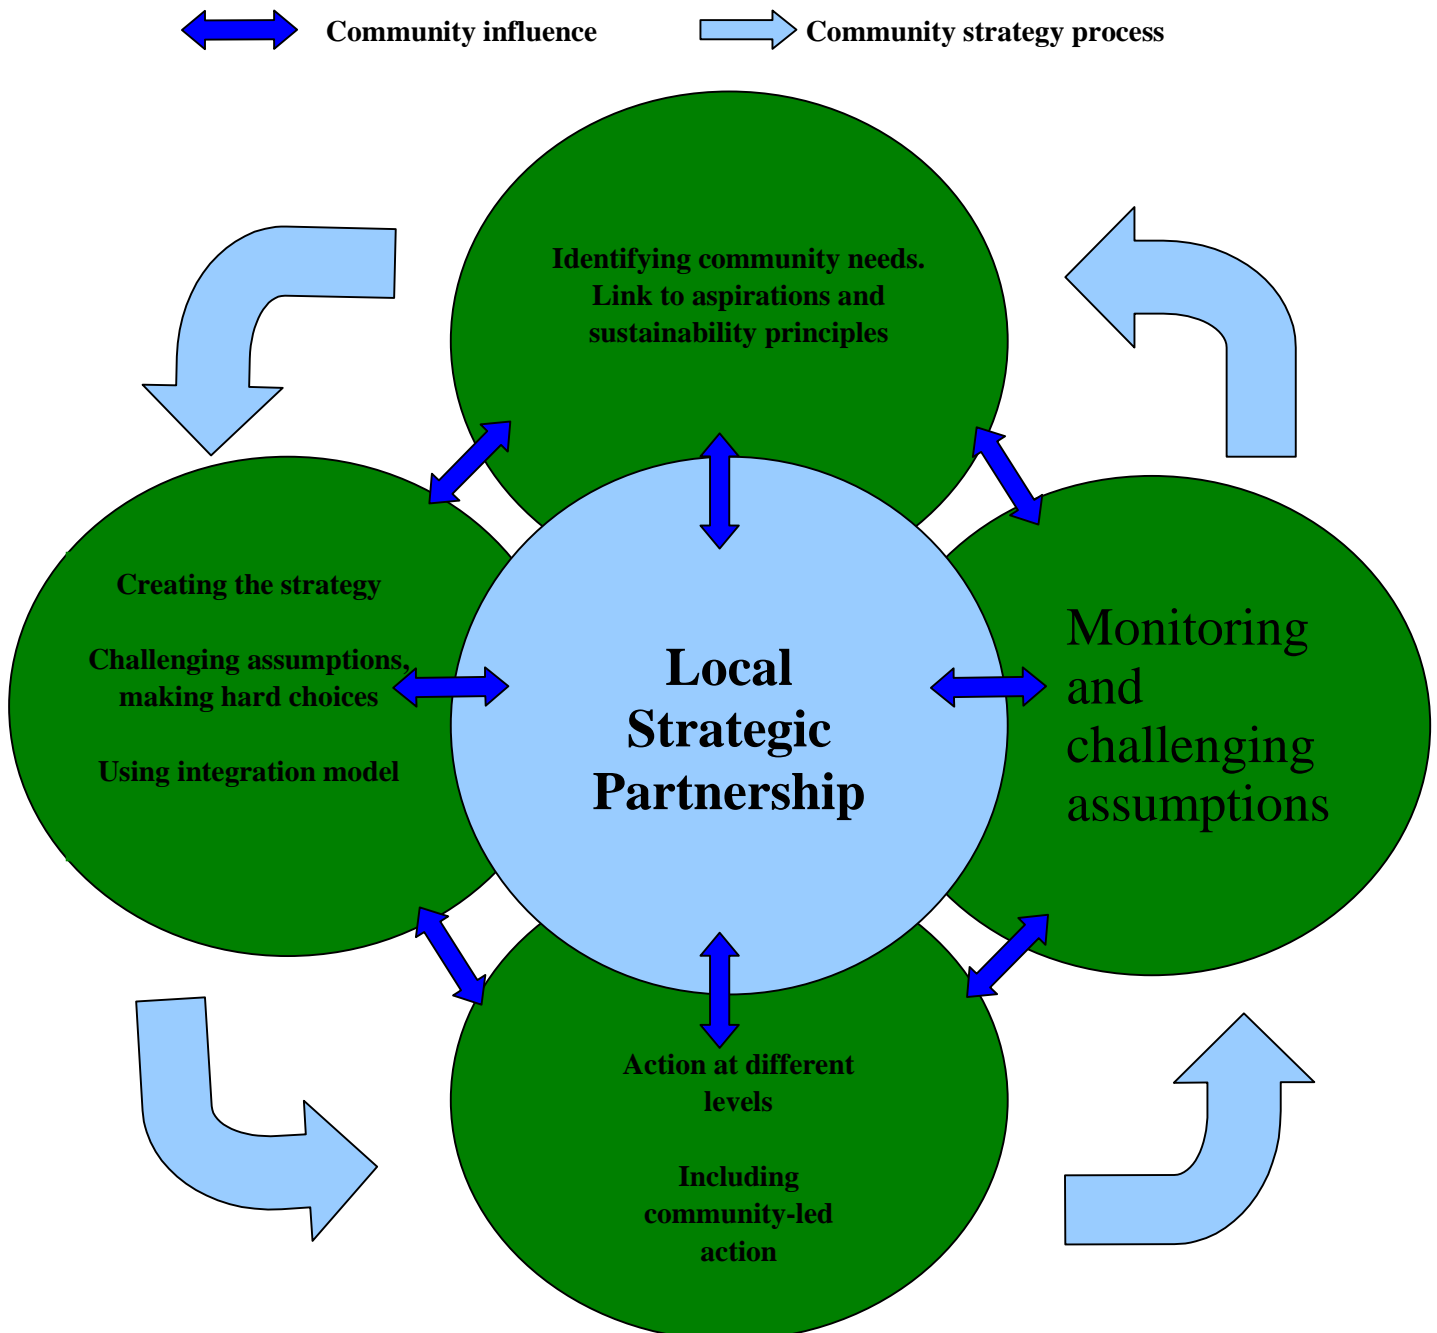 Community influence
Community strategy process
Identifying community needs.
Link to aspirations and
sustainability principles
Creating the strategy
Challenging assumptions,
making hard choices
Using integration model
Local
Strategic
Partnership
Monitoring
and
challenging
assumptions
Action at different
levels
Including
community-led
action